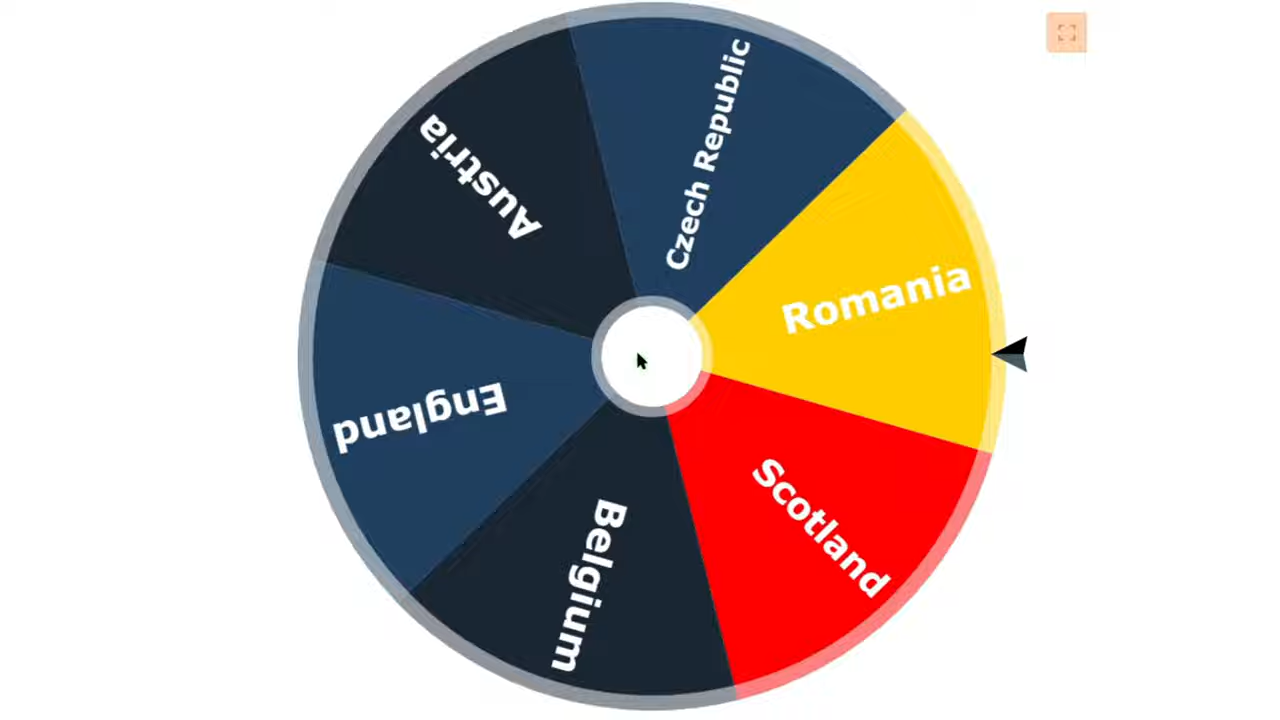 Czech Republic
Austria
Romania
England
Scotland
Belgium